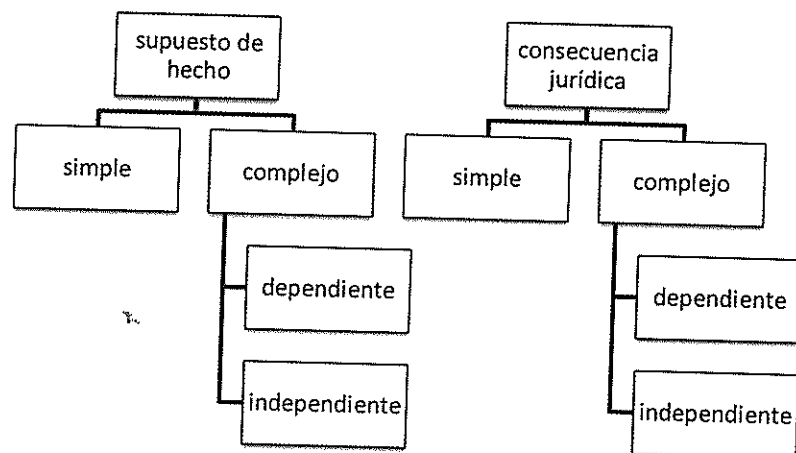 supuesto de
hecho
simple
complejo
dependiente
independiente
consecuencia
jurídica
simple
complejo
dependiente
independiente